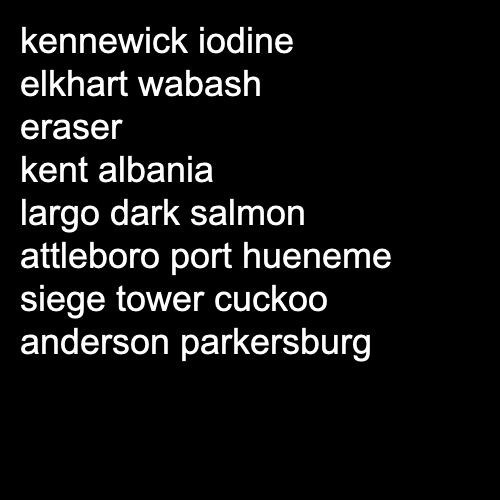 kennewick iodine
elkhart wabash
eraser
kent albania
largo dark salmon
attleboro port hueneme
siege tower cuckoo
anderson parkersburg